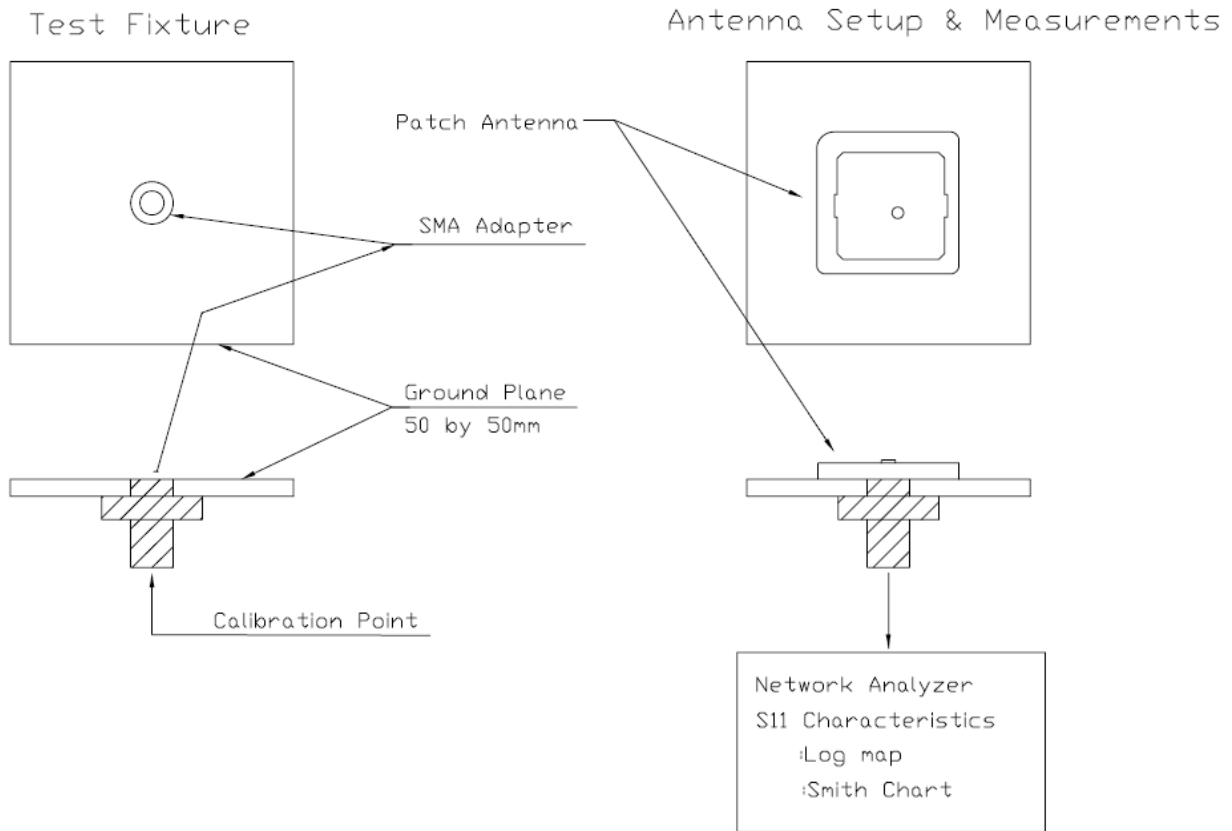 Test Fixture
Antenna Setup & Measurements
Patch Antenna
SMA Adapter
Ground Plane
50 by 50mm
Calibration Point
Network Analyzer
S11 Characteristics
:Log map
:Smith Chart